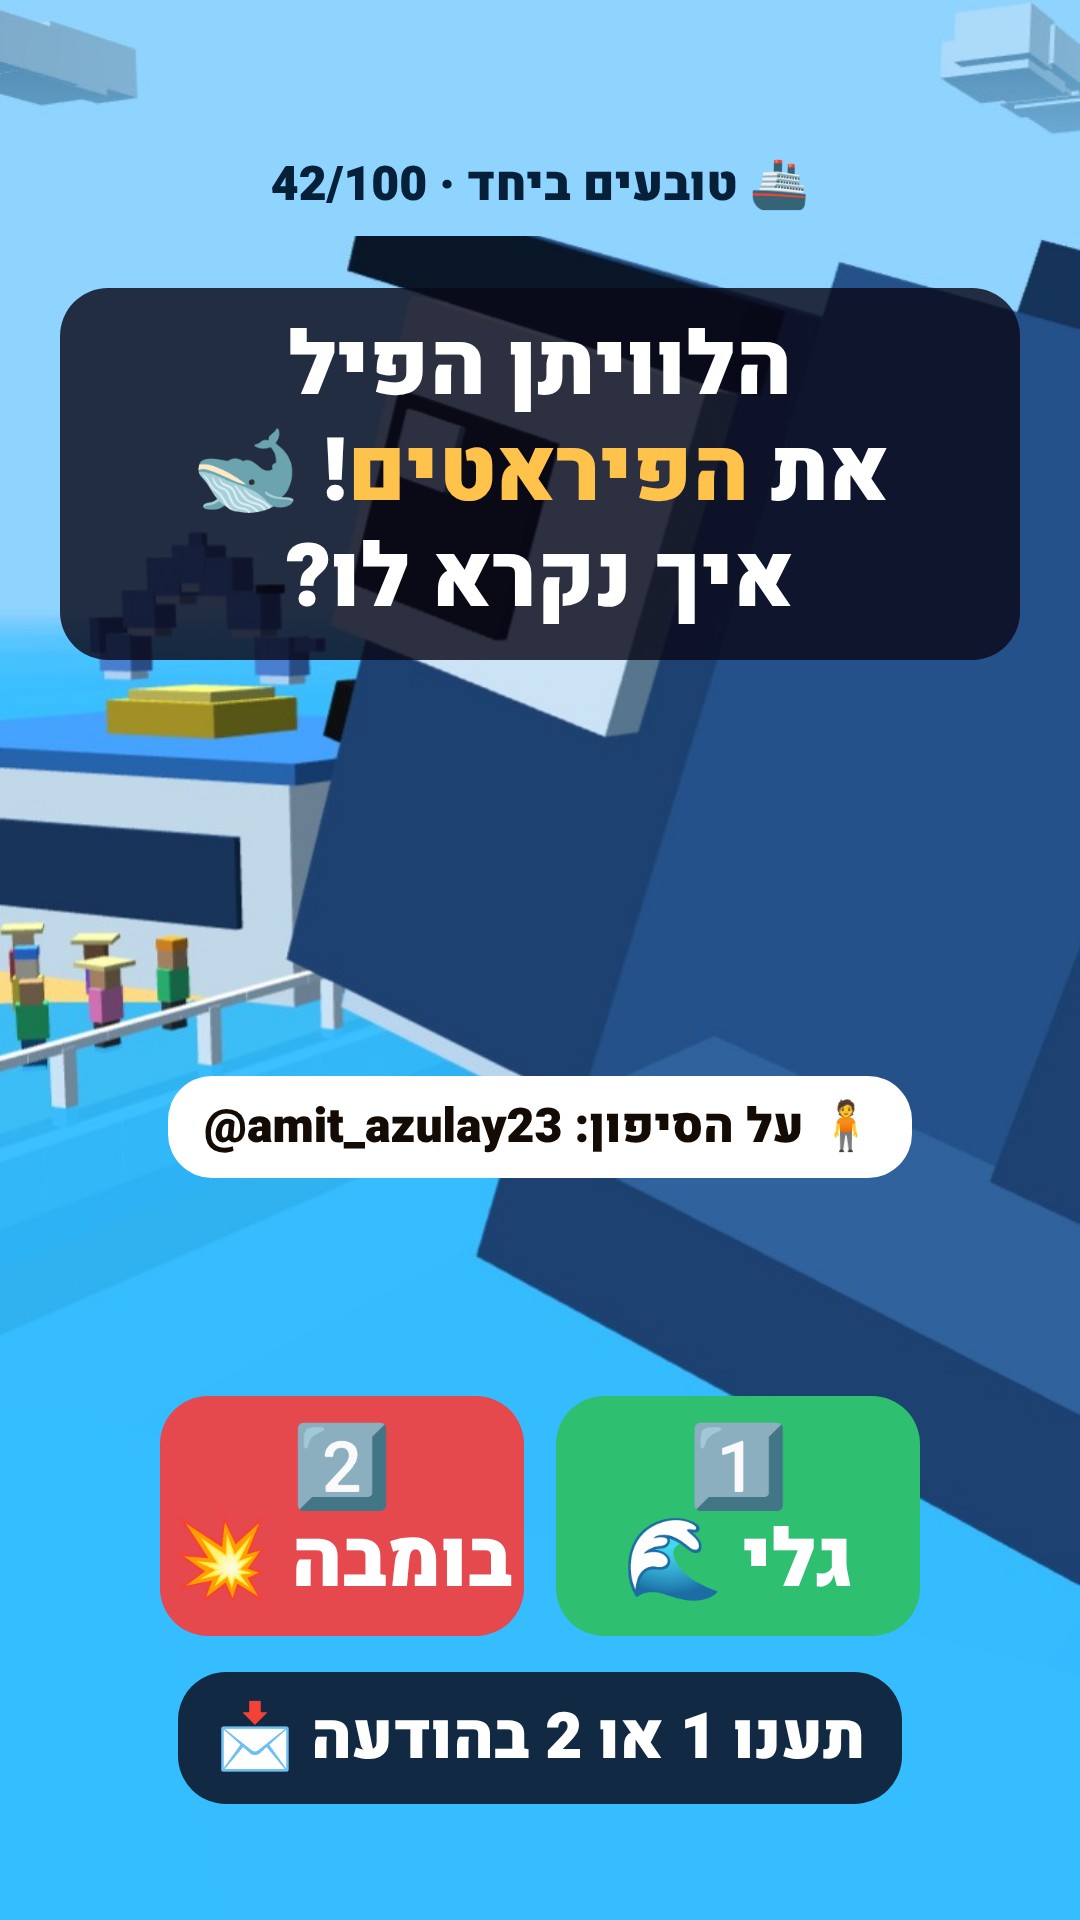 🚢 טובעים ביחד · 42/100
הלוויתן הפיל
את הפיראטים! 🐋
איך נקרא לו?
🧍 על הסיפון: @amit_azulay23
1
גלי 🌊
2
בומבה 💥
תענו 1 או 2 בהודעה 📩